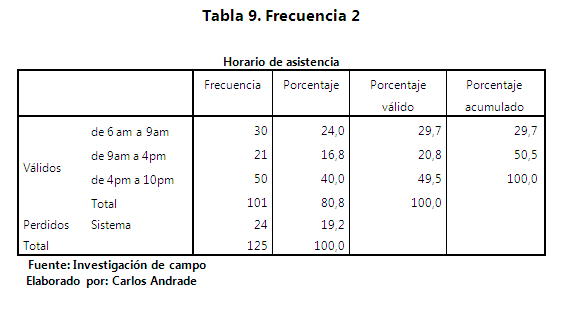 Tabla 9. Frecuencia 2
Horario de asistencia
Frecuencia Porcentaje Porcentaje válido Porcentaje acumulado
Válidos de 6 am a 9am 30 24,0 29,7 29,7
de 9am a 4pm 21 16,8 20,8 50,5
de 4pm a 10pm 50 40,0 49,5 100,0
Total 101 80,8 100,0
Perdidos Sistema 24 19,2
Total 125 100,0
Fuente: Investigación de campo
Elaborado por: Carlos Andrade